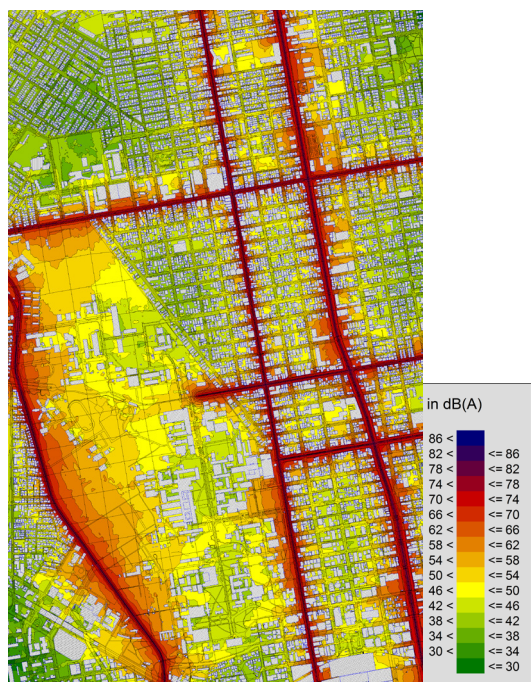 in dB(A)
86 <
82 < <= 86
78 < <= 82
74 < <= 78
70 < <= 74
66 < <= 70
62 < <= 66
58 < <= 62
54 < <= 58
50 < <= 54
46 < <= 50
42 < <= 46
38 < <= 42
34 < <= 38
30 < <= 34
<= 30